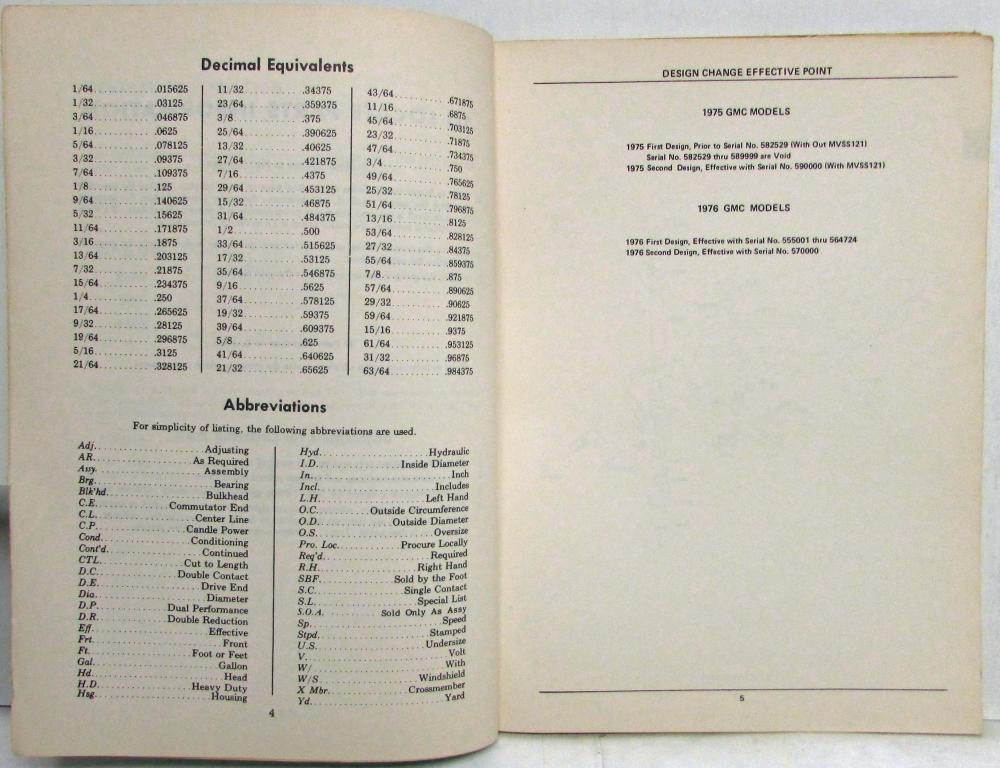 Decimal Equivalents
1/64 .015625
1/32 .03125
3/64 .046875
1/16 .0625
5/64 .078125
3/32 .09375
7/64 .109375
1/8 .125
9/64 .140625
5/32 .15625
11/64 .171875
3/16 .1875
13/64 .203125
7/32 .21875
15/64 .234375
1/4 .250
17/64 .265625
9/32 .28125
19/64 .296875
5/16 .3125
21/64 .328125
11/32 .34375
23/64 .359375
3/8 .375
25/64 .390625
13/32 .40625
27/64 .421875
7/16 .4375
29/64 .453125
15/32 .46875
31/64 .484375
1/2 .500
33/64 .515625
17/32 .53125
35/64 .546875
9/16 .5625
37/64 .578125
19/32 .59375
39/64 .609375
5/8 .625
41/64 .640625
21/32 .65625
43/64 .671875
11/16 .6875
45/64 .703125
23/32 .71875
47/64 .734375
3/4 .750
49/64 .765625
25/32 .78125
51/64 .796875
13/16 .8125
53/64 .828125
27/32 .84375
55/64 .859375
7/8 .875
57/64 .890625
29/32 .90625
59/64 .921875
15/16 .9375
61/64 .953125
31/32 .96875
63/64 .984375
Abbreviations
For simplicity of listing, the following abbreviations are used.
Adj. Adjusting
AR. As Required
Assy. Assembly
Brg. Bearing
Blk'hd. Bulkhead
C.E. Commutator End
C.L. Center Line
C.P. Candle Power
Cond. Conditioning
Cont'd. Continued
CTL. Cut to Length
D.C. Double Contact
D.E. Drive End
Dia. Diameter
D.P. Dual Performance
D.R. Double Reduction
Eff. Effective
Frt. Front
Ft. Foot or Feet
Gal. Gallon
Hd. Head
H.D. Heavy Duty
Hsg. Housing
Hyd. Hydraulic
I.D. Inside Diameter
In. Inch
Incl. Includes
L.H. Left Hand
O.C. Outside Circumference
O.D. Outside Diameter
O.S. Oversize
Pro. Loc. Procure Locally
Req'd. Required
R.H. Right Hand
SBF. Sold by the Foot
S.C. Single Contact
S.L. Special List
S.O.A. Sold Only As Assy
Sp. Speed
Stpd. Stamped
U.S. Undersize
V. Volt
W/ With
W/S Windshield
X Mbr. Crossmember
Yd. Yard
4
DESIGN CHANGE EFFECTIVE POINT
1975 GMC MODELS
1975 First Design, Prior to Serial No. 582529 (With Out MVSS121)
Serial No. 582529 thru 589999 are Void
1975 Second Design, Effective with Serial No. 590000 (With MVSS121)
1976 GMC MODELS
1976 First Design, Effective with Serial No. 555001 thru 564724
1976 Second Design, Effective with Serial No. 570000
5